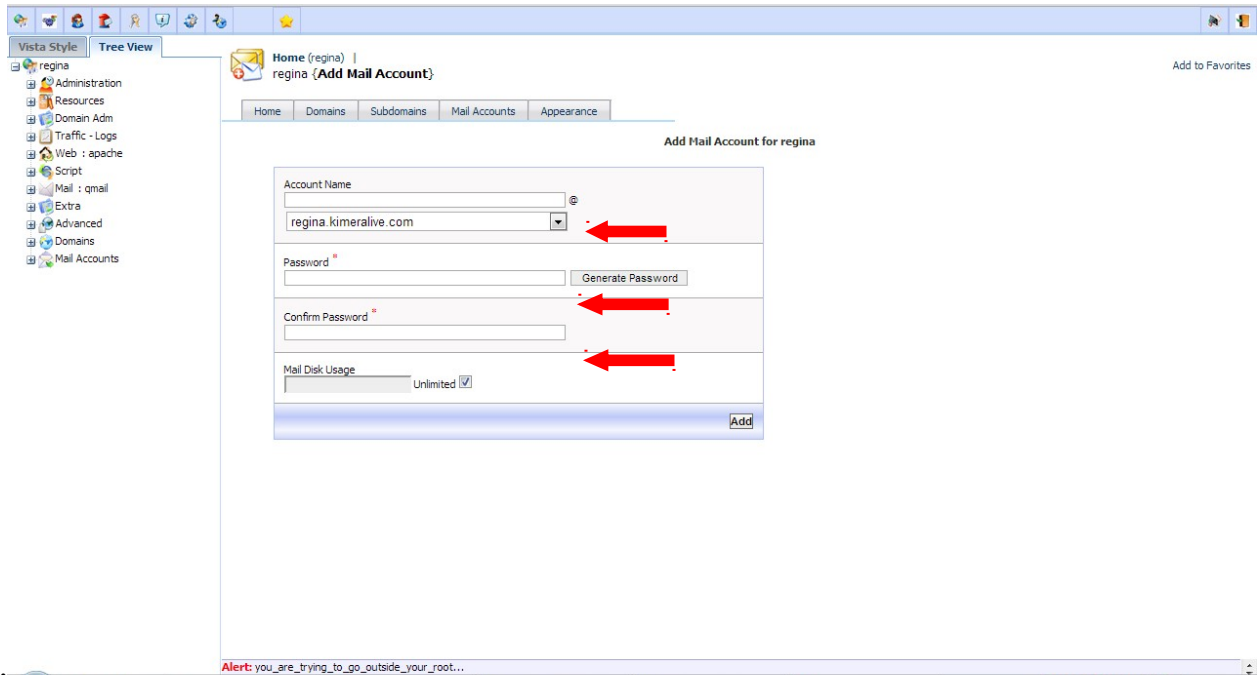 Vista Style Tree View
regina
Administration
Resources
Domain Adm
Traffic - Logs
Web : apache
Script
Mail : qmail
Extra
Advanced
Domains
Mail Accounts
Home (regina) |
regina {Add Mail Account}
Add to Favorites
Home Domains Subdomains Mail Accounts Appearance
Add Mail Account for regina
Account Name
@
regina.kimeralive.com
Password *
Generate Password
Confirm Password *
Mail Disk Usage
Unlimited
Add
Alert: you_are_trying_to_go_outside_your_root...